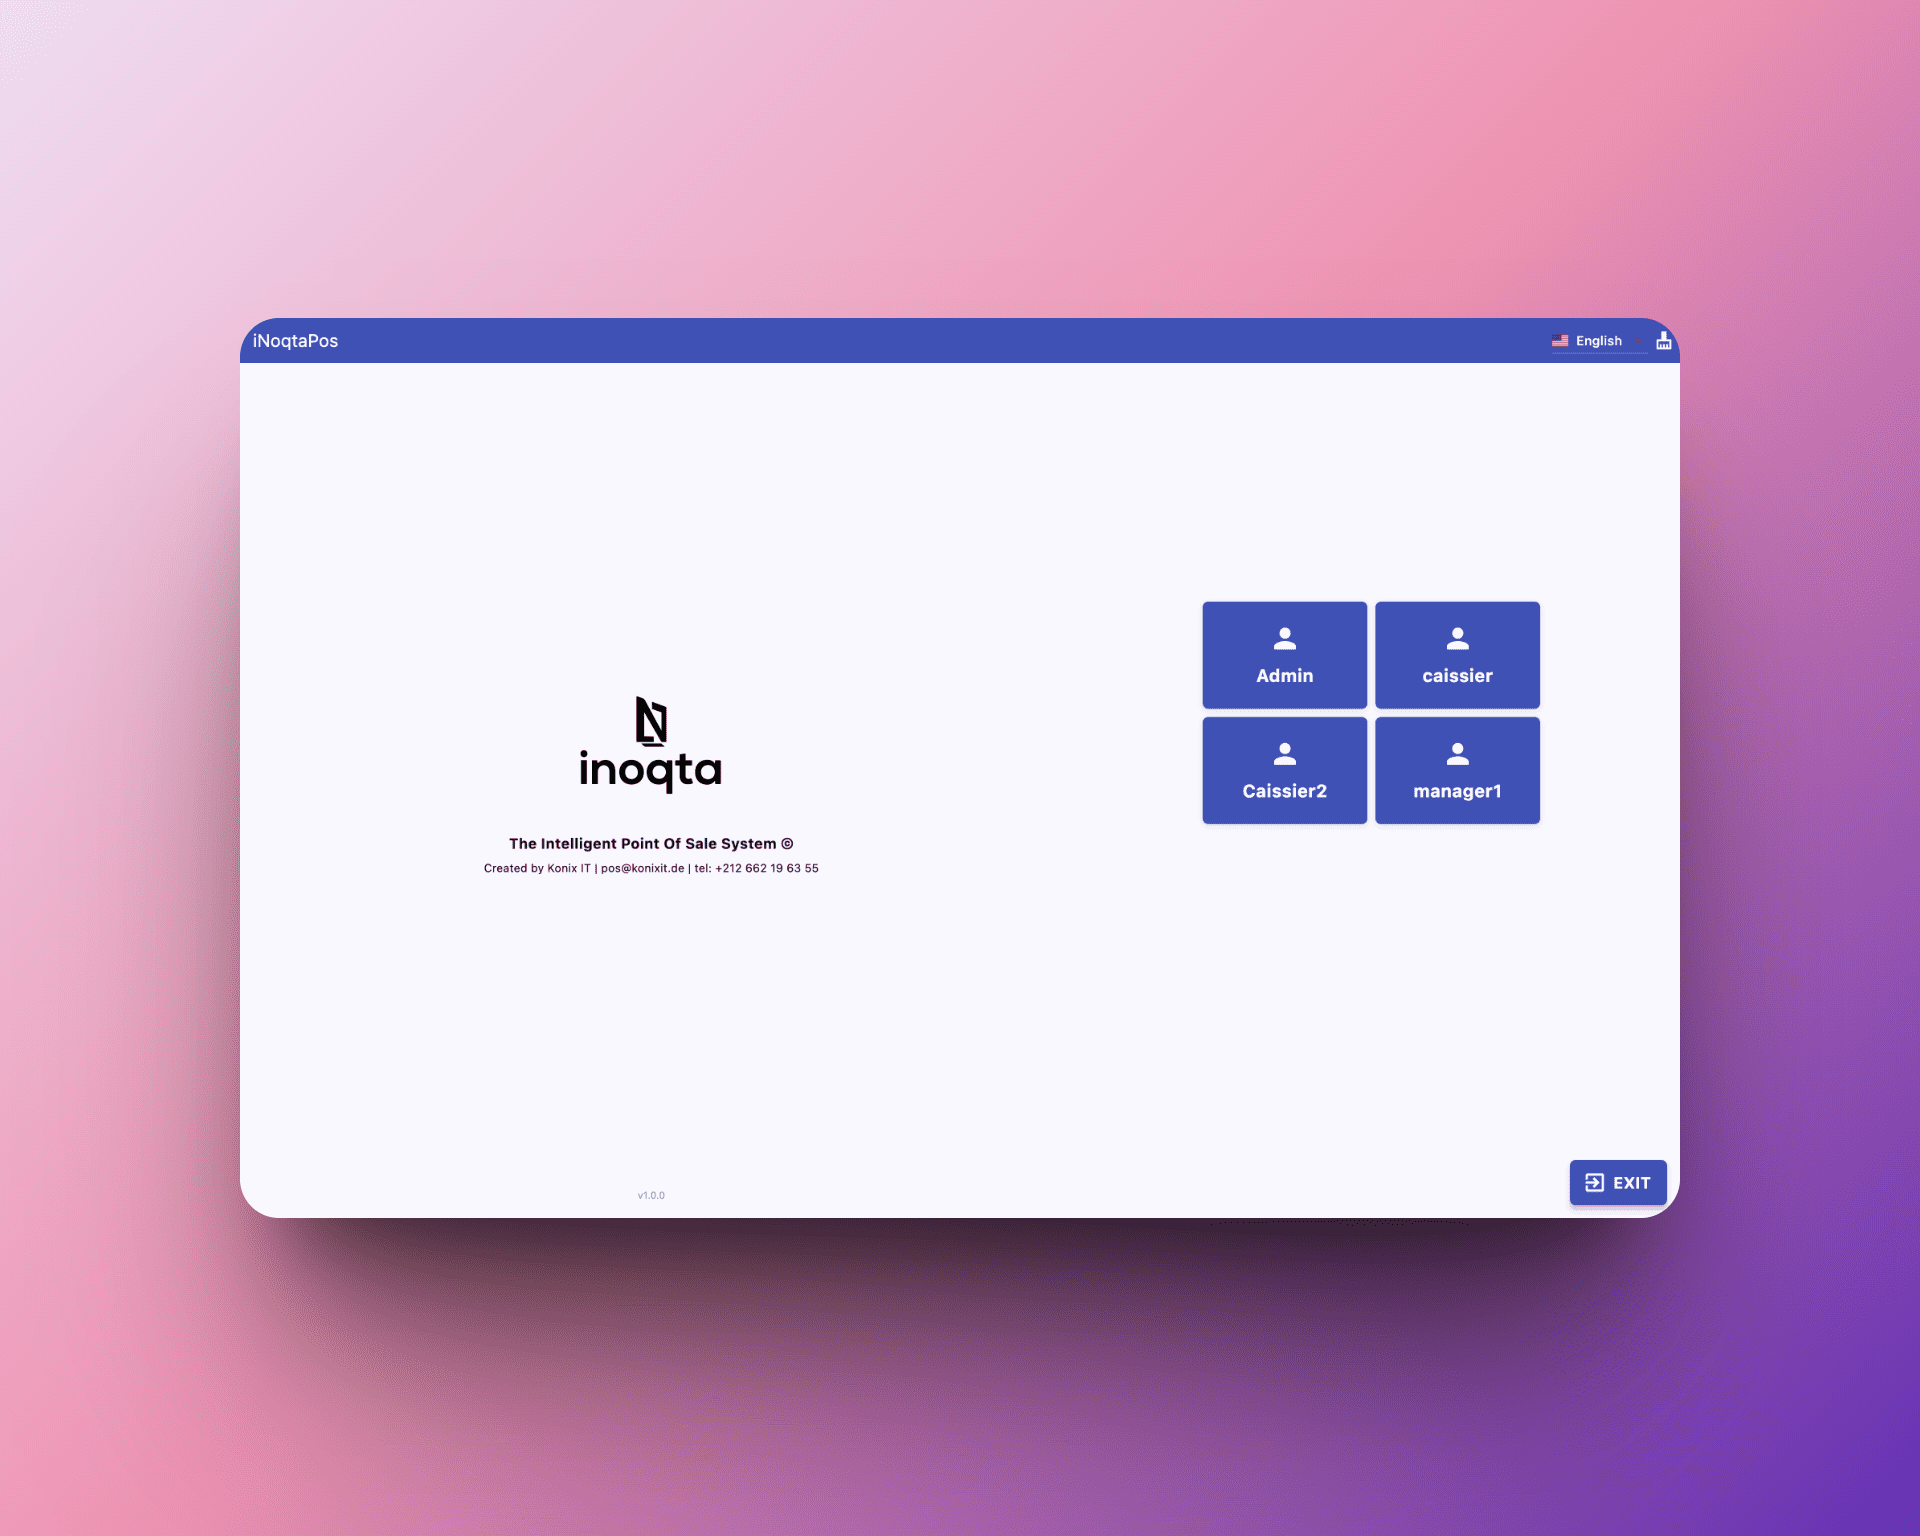 iNoqtaPos
English
Admin
caissier
Caissier2
manager1
inoqta
The Intelligent Point Of Sale System ©
Created by Konix IT | pos@konixit.de | tel: +212 662 19 63 55
v1.0.0
EXIT